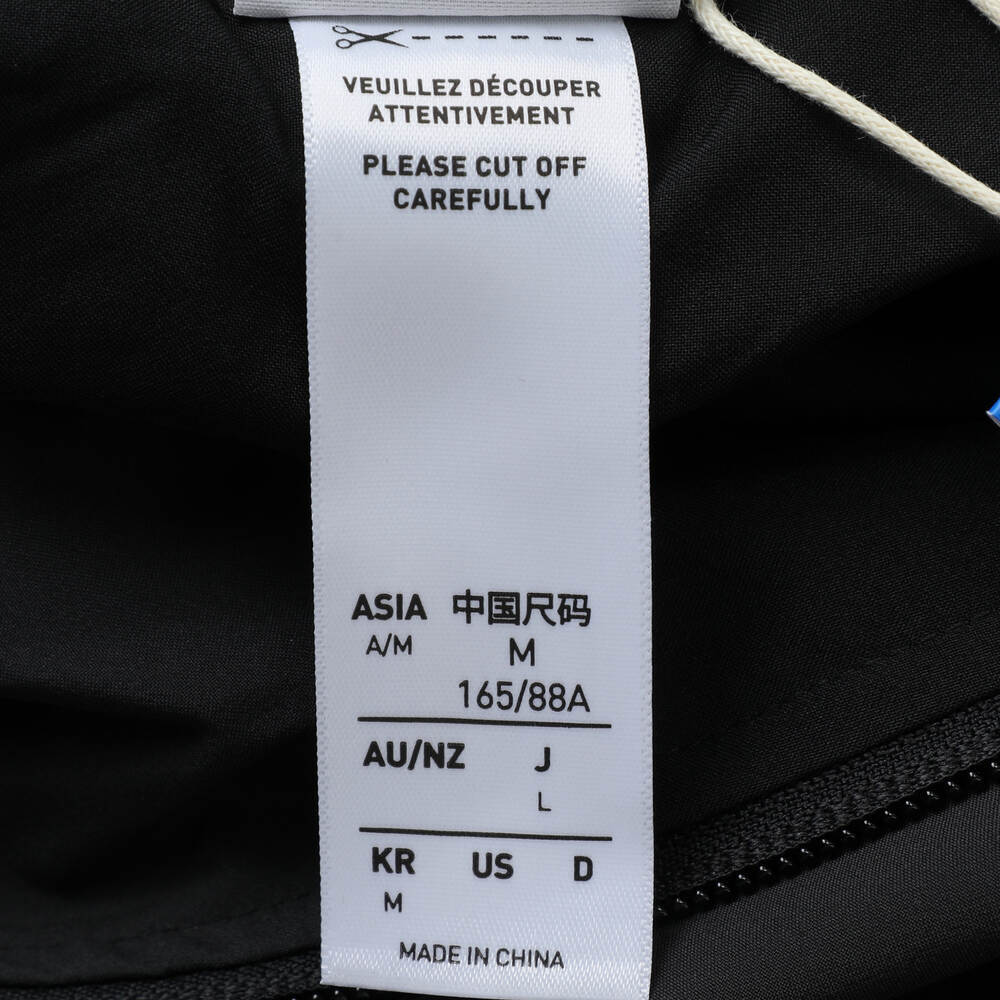 VEUILLEZ DÉCOUPER
ATTENTIVEMENT
PLEASE CUT OFF
CAREFULLY
ASIA 中国尺码
A/M M
165/88A
AU/NZ J
L
KR US D
M
MADE IN CHINA